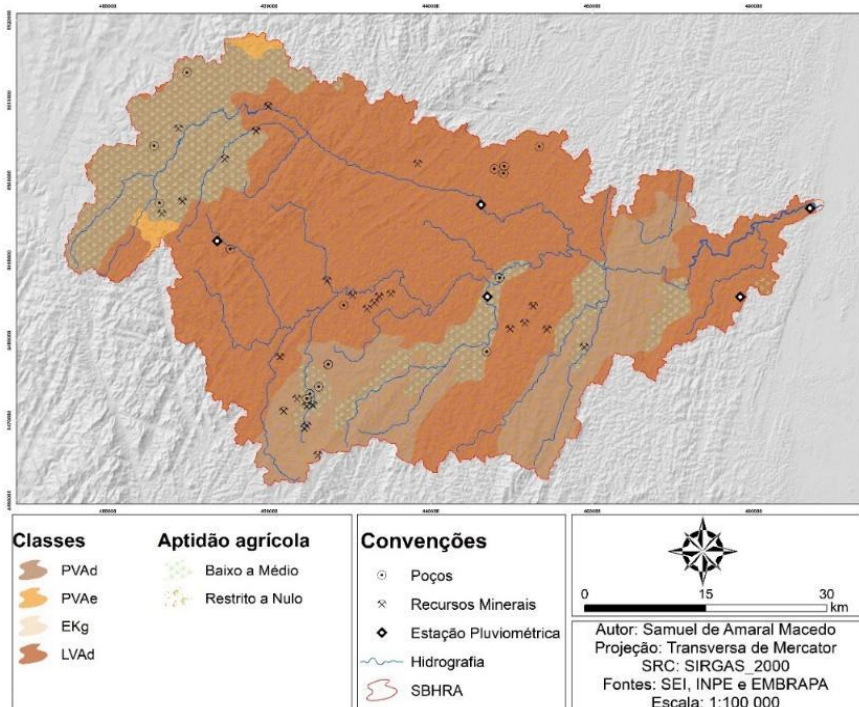 Classes
PVAd
PVAe
EKg
LVAd
Aptidão agrícola
Baixo a Médio
Restrito a Nulo
Convenções
Poços
Recursos Minerais
Estação Pluviométrica
Hidrografia
SBHRA
0 15 30
km
Autor: Samuel de Amaral Macedo
Projeção: Transversa de Mercator
SRC: SIRGAS_2000
Fontes: SEI, INPE e EMBRAPA
Escala: 1:100 000